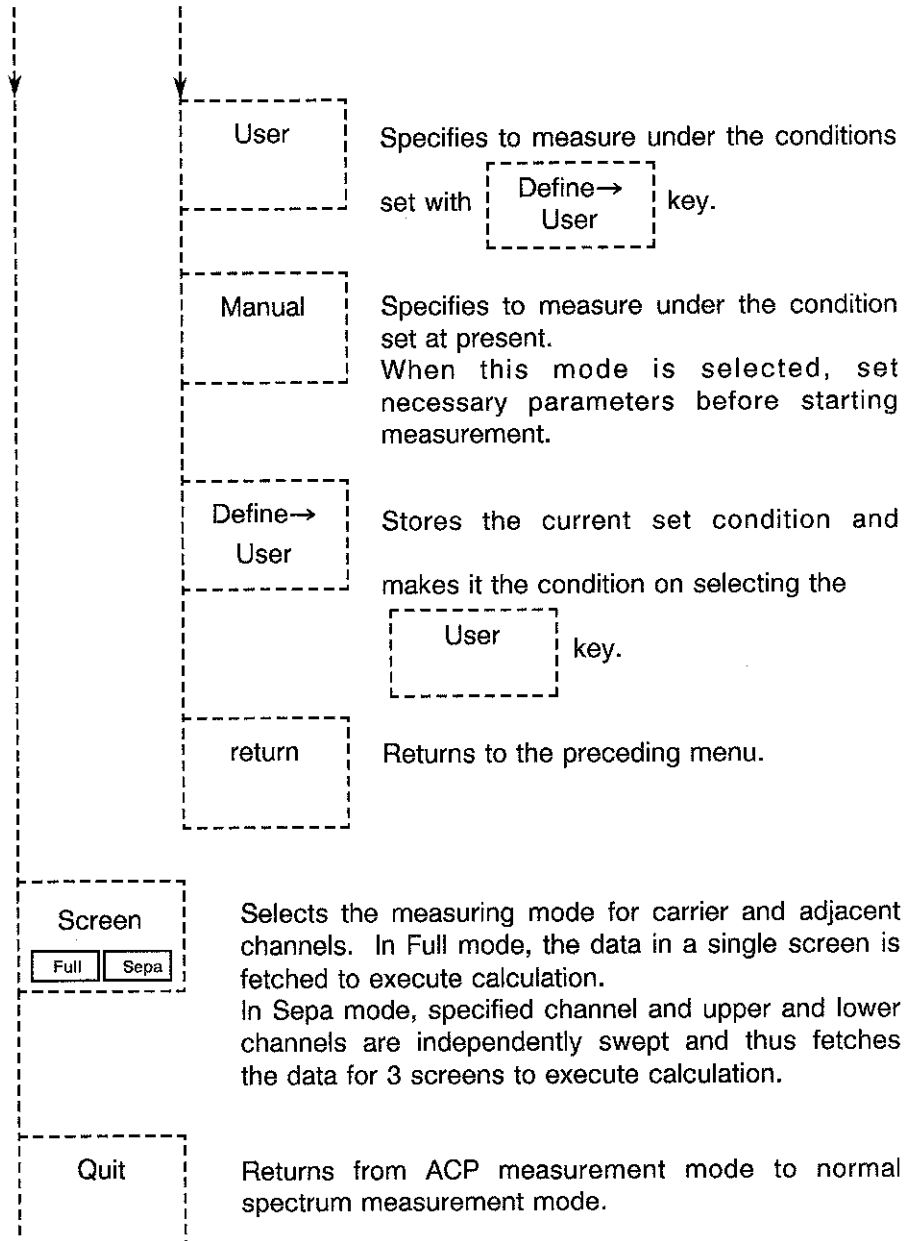 User
Specifies to measure under the conditions
set with Define→ User key.
Manual
Specifies to measure under the condition
set at present.
When this mode is selected, set
necessary parameters before starting
measurement.
Define→
User
Stores the current set condition and
makes it the condition on selecting the
User key.
return
Returns to the preceding menu.
Screen
Full Sepa
Selects the measuring mode for carrier and adjacent
channels. In Full mode, the data in a single screen is
fetched to execute calculation.
In Sepa mode, specified channel and upper and lower
channels are independently swept and thus fetches
the data for 3 screens to execute calculation.
Quit
Returns from ACP measurement mode to normal
spectrum measurement mode.